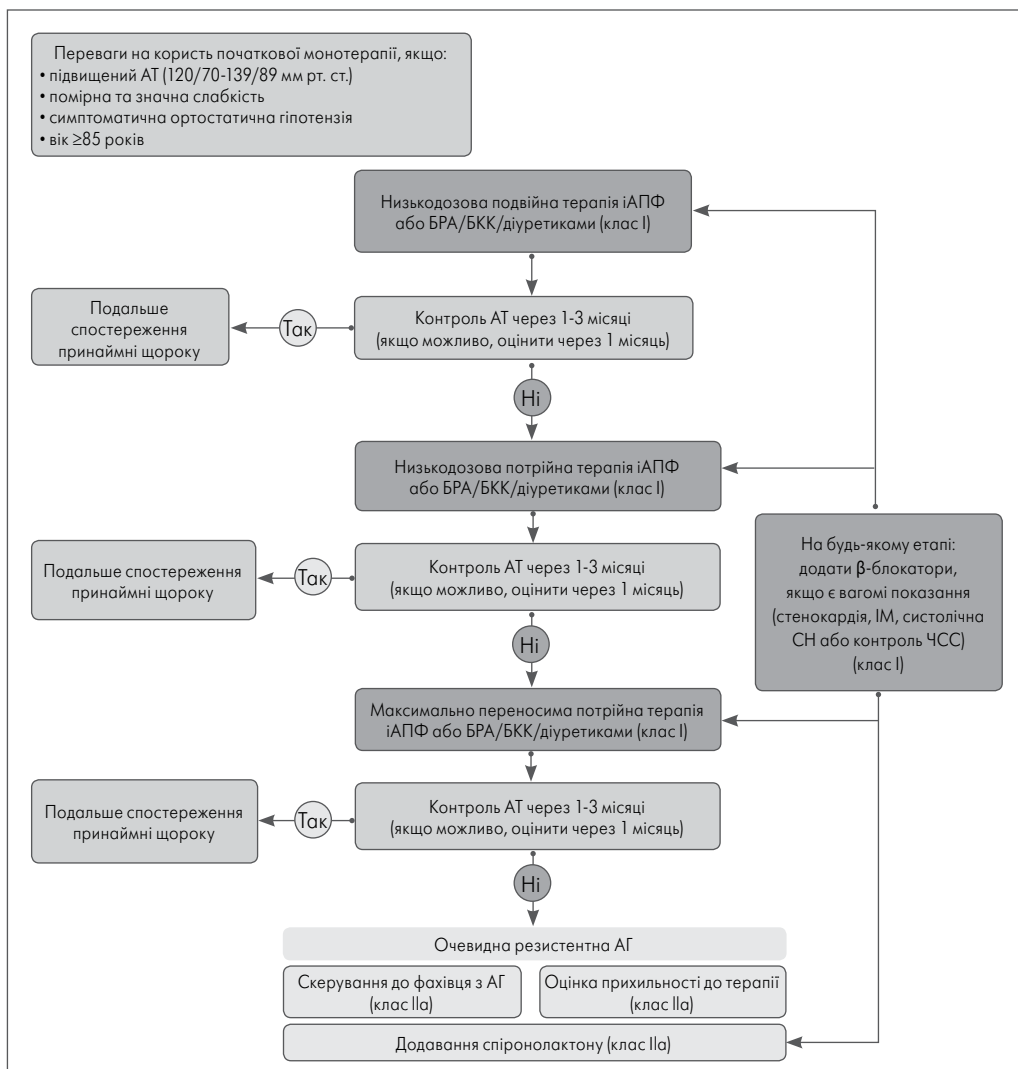 Переваги на користь початкової монотерапії, якщо:
• підвищений АТ (120/70-139/89 мм рт. ст.)
• помірна та значна слабкість
• симптоматична ортостатична гіпотензія
• вік ≥85 років
Низькодозова подвійна терапія іАПФ
або БРА/БКК/діуретиками (клас I)
Подальше
спостереження
принаймні щороку
Так
Контроль АТ через 1-3 місяці
(якщо можливо, оцінити через 1 місяць)
Ні
Низькодозова потрійна терапія іАПФ
або БРА/БКК/діуретиками (клас I)
Подальше спостереження
принаймні щороку
Так
Контроль АТ через 1-3 місяці
(якщо можливо, оцінити через 1 місяць)
На будь-якому етапі:
додати β-блокатори,
якщо є вагомі показання
(стенокардія, ІМ, систолічна
СН або контроль ЧСС)
(клас I)
Ні
Максимально переносима потрійна терапія
іАПФ або БРА/БКК/діуретиками (клас I)
Подальше спостереження
принаймні щороку
Так
Контроль АТ через 1-3 місяці
(якщо можливо, оцінити через 1 місяць)
Ні
Очевидна резистентна АГ
Скерування до фахівця з АГ
(клас IIa)
Оцінка прихильності до терапії
(клас IIa)
Додавання спіронолактону (клас IIa)